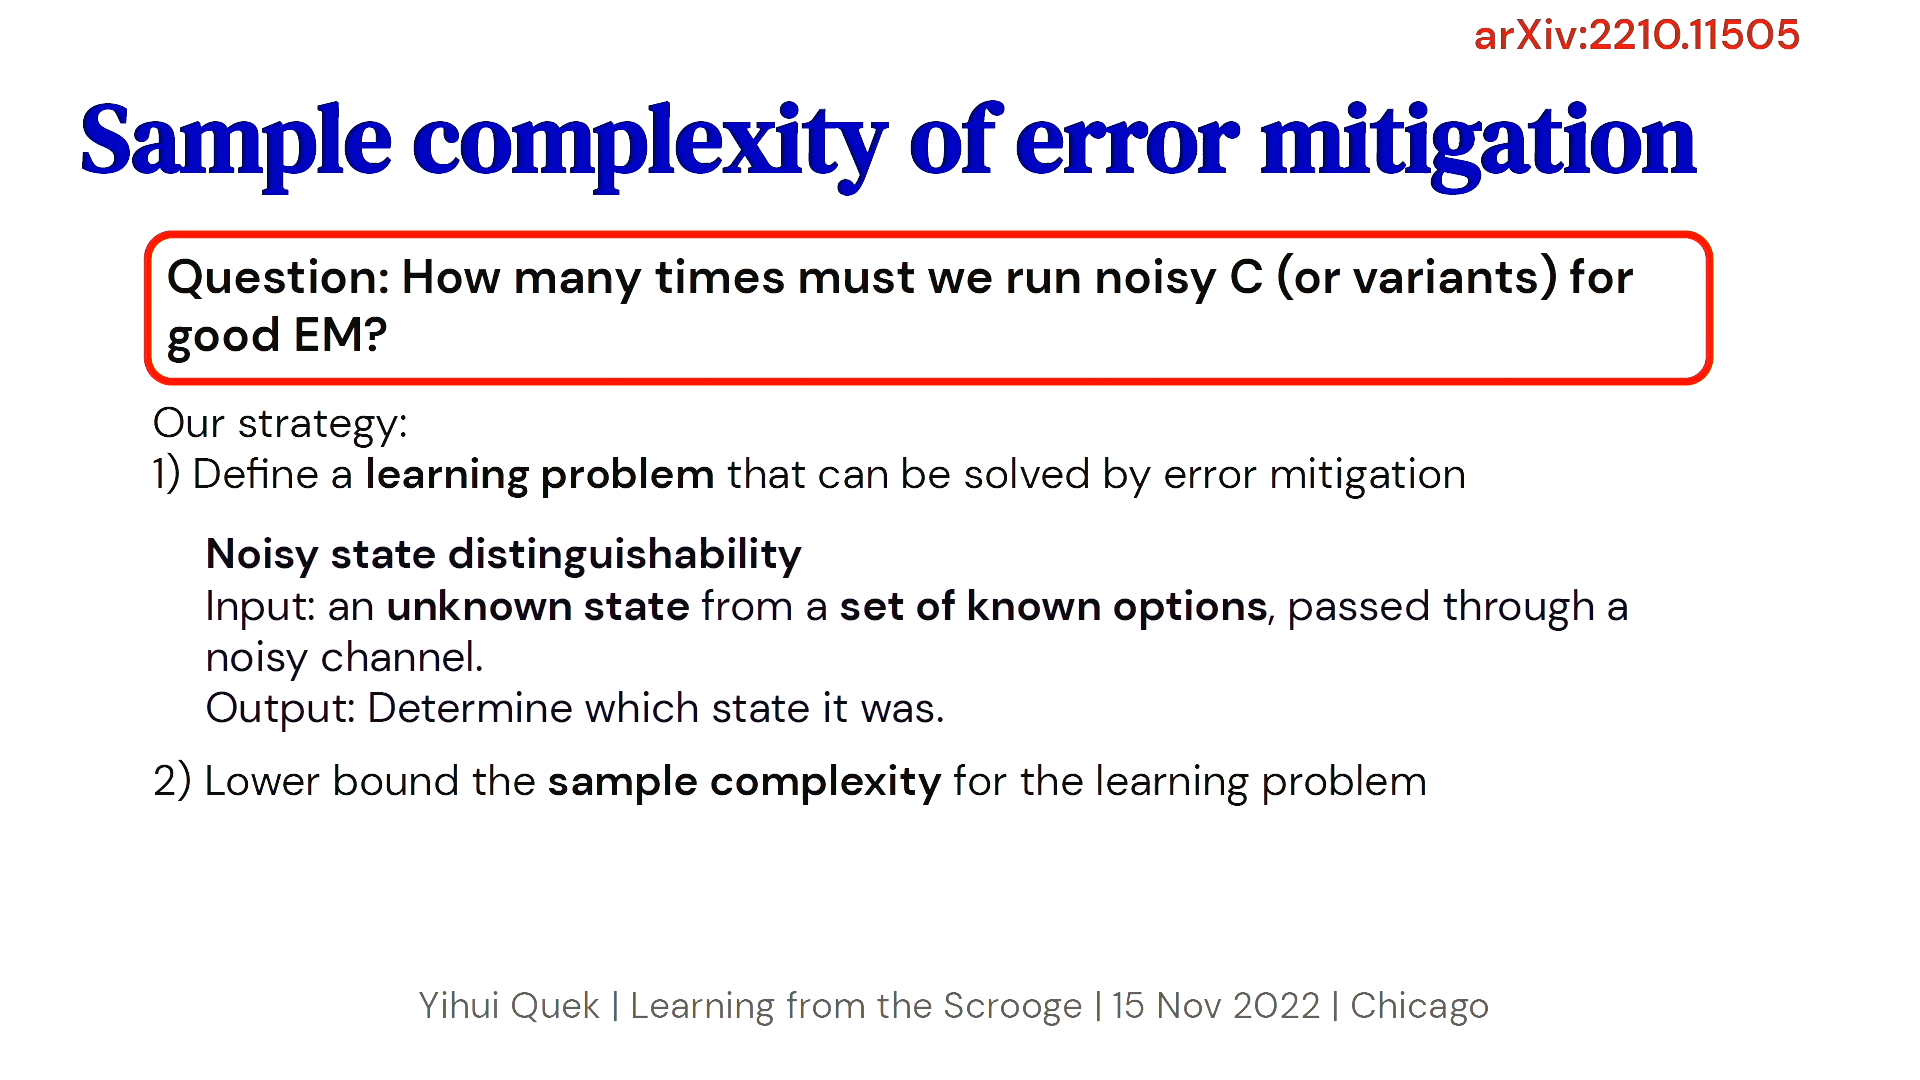 arXiv:2210.11505
Sample complexity of error mitigation
Question: How many times must we run noisy C (or variants) for
good EM?
Our strategy:
1) Define a learning problem that can be solved by error mitigation
Noisy state distinguishability
Input: an unknown state from a set of known options, passed through a
noisy channel.
Output: Determine which state it was.
2) Lower bound the sample complexity for the learning problem
Yihui Quek | Learning from the Scrooge | 15 Nov 2022 | Chicago